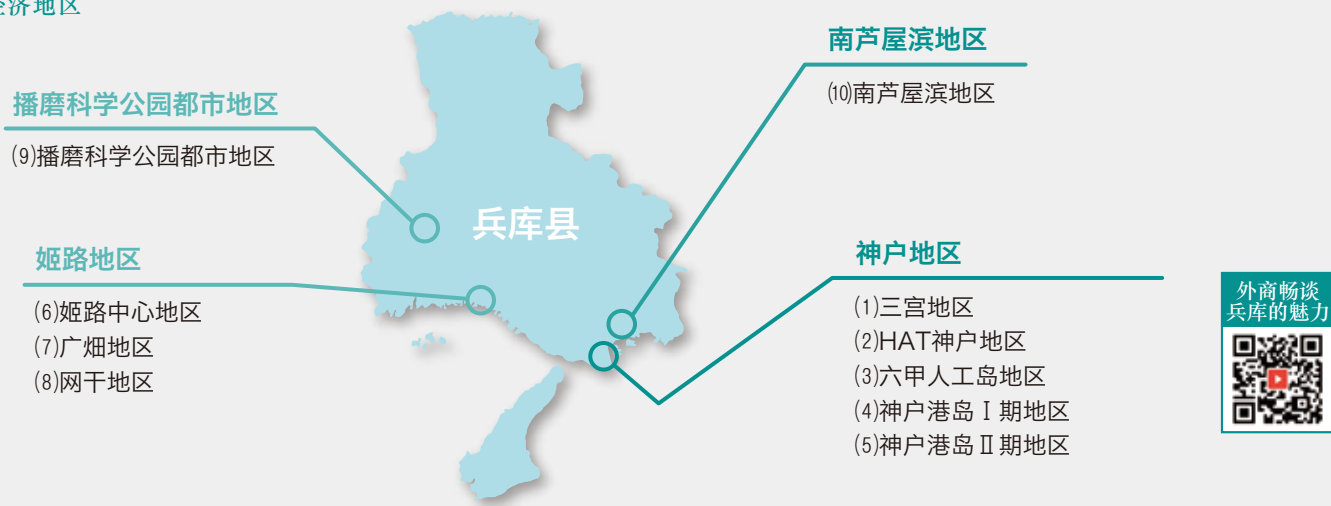 经济地区
播磨科学公园都市地区
(9)播磨科学公园都市地区
姬路地区
(6)姬路中心地区
(7)广畑地区
(8)网干地区
兵库县
南芦屋滨地区
(10)南芦屋滨地区
神户地区
(1)三宫地区
(2)HAT神户地区
(3)六甲人工岛地区
(4)神户港岛Ⅰ期地区
(5)神户港岛Ⅱ期地区
外商畅谈
兵库的魅力